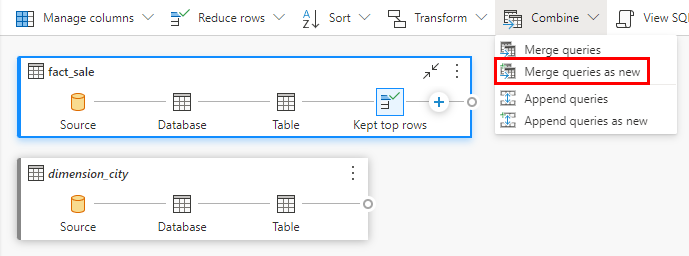 Manage columns Reduce rows Sort Transform Combine View SQ
Merge queries
Merge queries as new
Append queries
Append queries as new
fact_sale
Source Database Table Kept top rows
dimension_city
Source Database Table